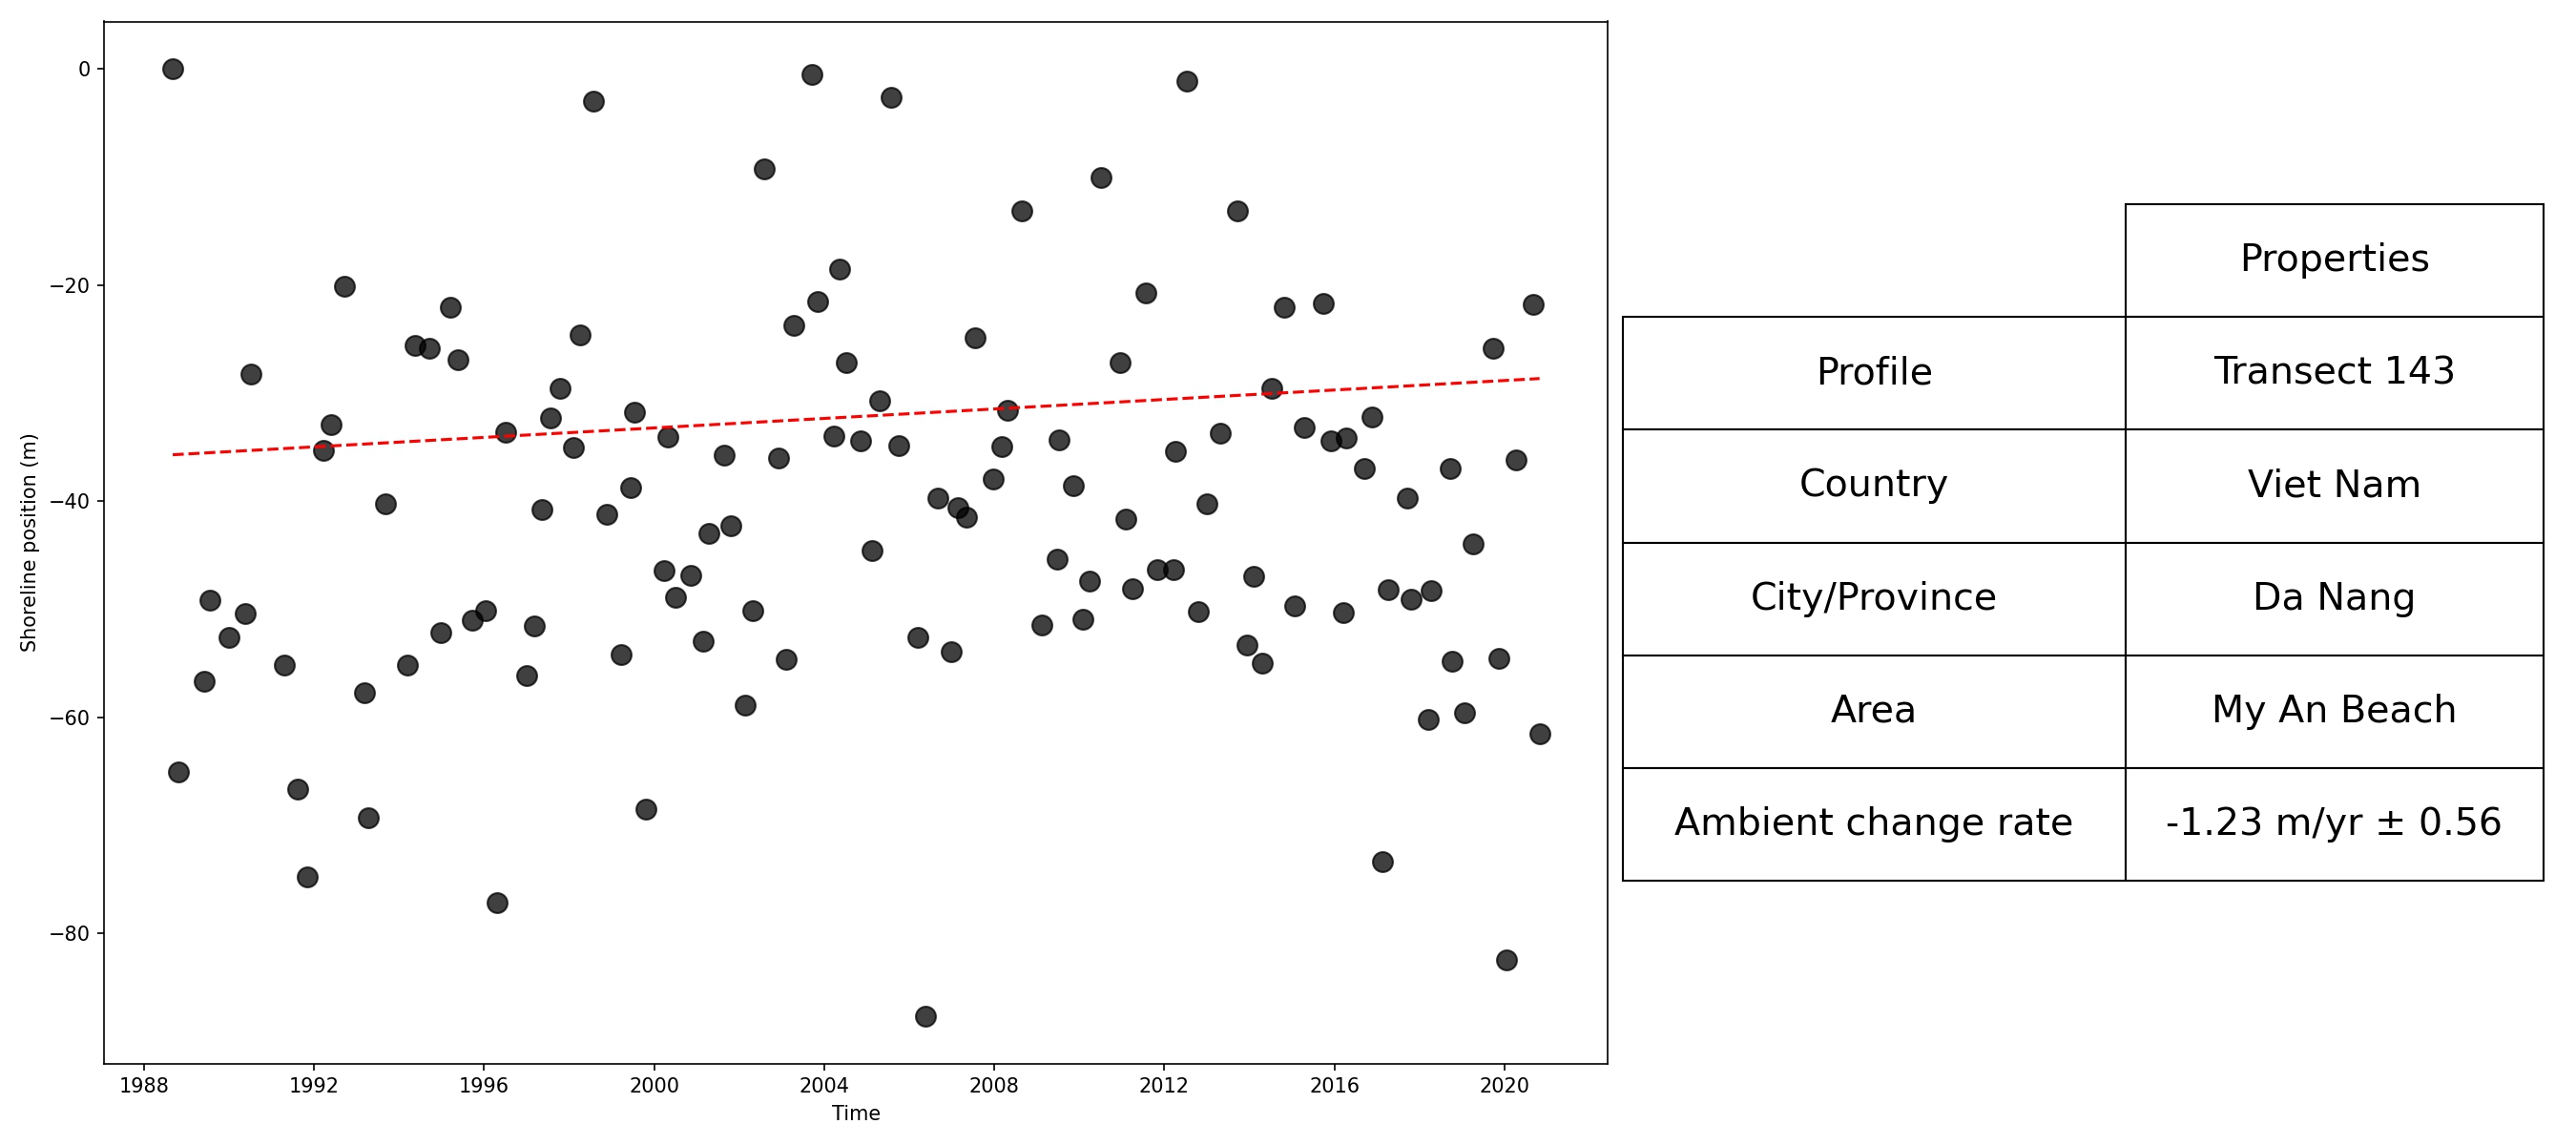 0
−20
−40
−60
−80
Shoreline position (m)
1988 1992 1996 2000 2004 2008 2012 2016 2020
Time
Properties
Profile Transect 143
Country Viet Nam
City/Province Da Nang
Area My An Beach
Ambient change rate -1.23 m/yr ± 0.56